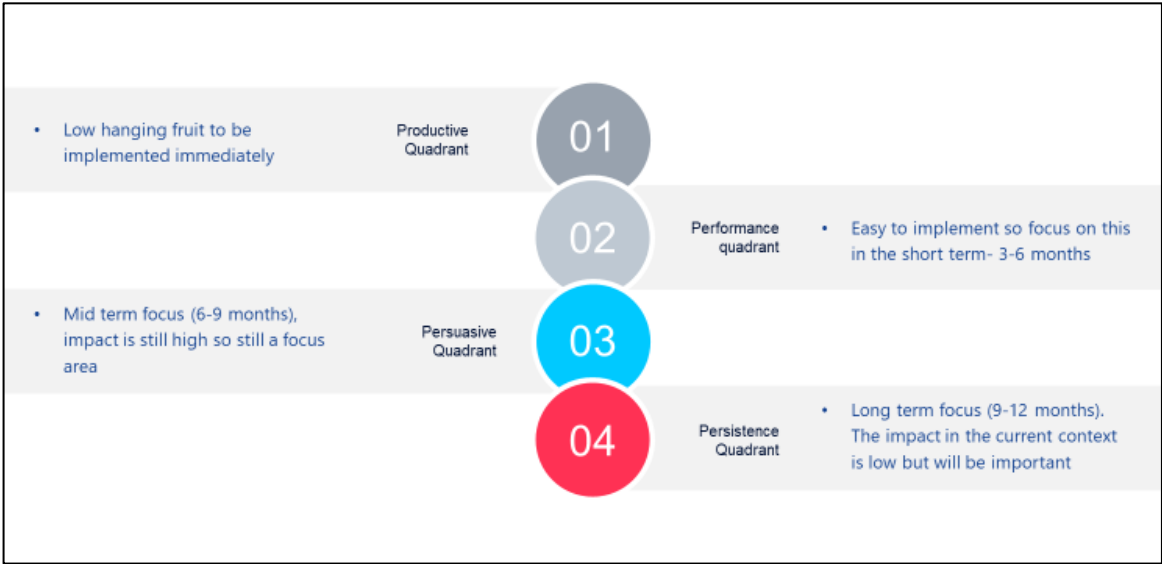 • Low hanging fruit to be
implemented immediately
Productive
Quadrant
01
02
Performance
quadrant
• Easy to implement so focus on this
in the short term- 3-6 months
• Mid term focus (6-9 months),
impact is still high so still a focus
area
Persuasive
Quadrant
03
04
Persistence
Quadrant
• Long term focus (9-12 months).
The impact in the current context
is low but will be important